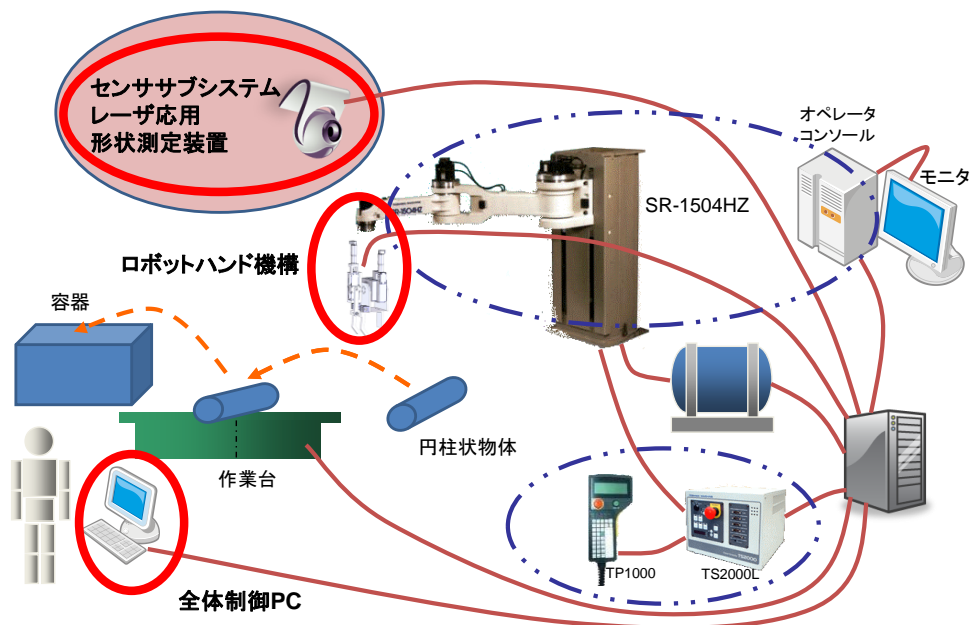 センササブシステム
レーザ応用
形状測定装置
オペレータ
コンソール
モニタ
SR-1504HZ
SR-1504HZ
ロボットハンド機構
容器
円柱状物体
作業台
TP1000
TS2000L
全体制御PC